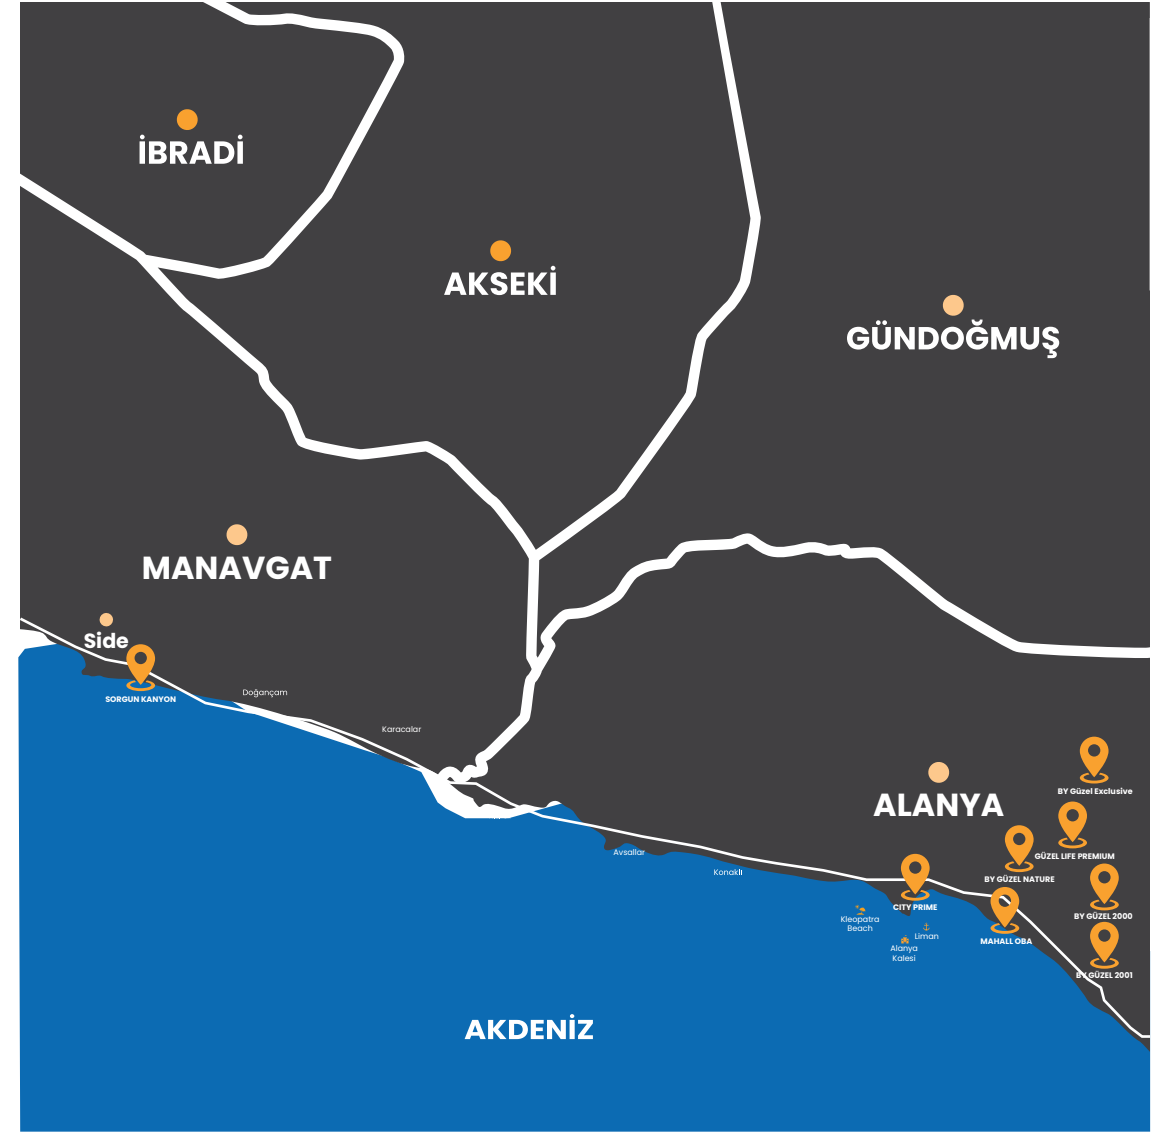 İBRADİ
AKSEKİ
GÜNDOĞMUŞ
MANAVGAT
Side
SORGUN KANYON
Doğançam
Karacalar
ALANYA
BY Güzel Exclusive
GÜZEL LIFE PREMIUM
BY GÜZEL NATURE
Avsallar
Konaklı
CITY PRIME
BY GÜZEL 2000
Kleopatra
Beach
Liman
MAHALL OBA
Alanya
Kalesi
BY GÜZEL 2001
AKDENİZ